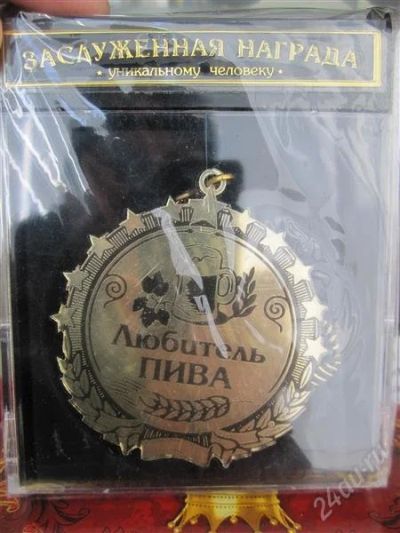 ЗАСЛУЖЕННАЯ НАГРАДА
• уникальному человеку •
Любитель
ПИВА
24au.ru